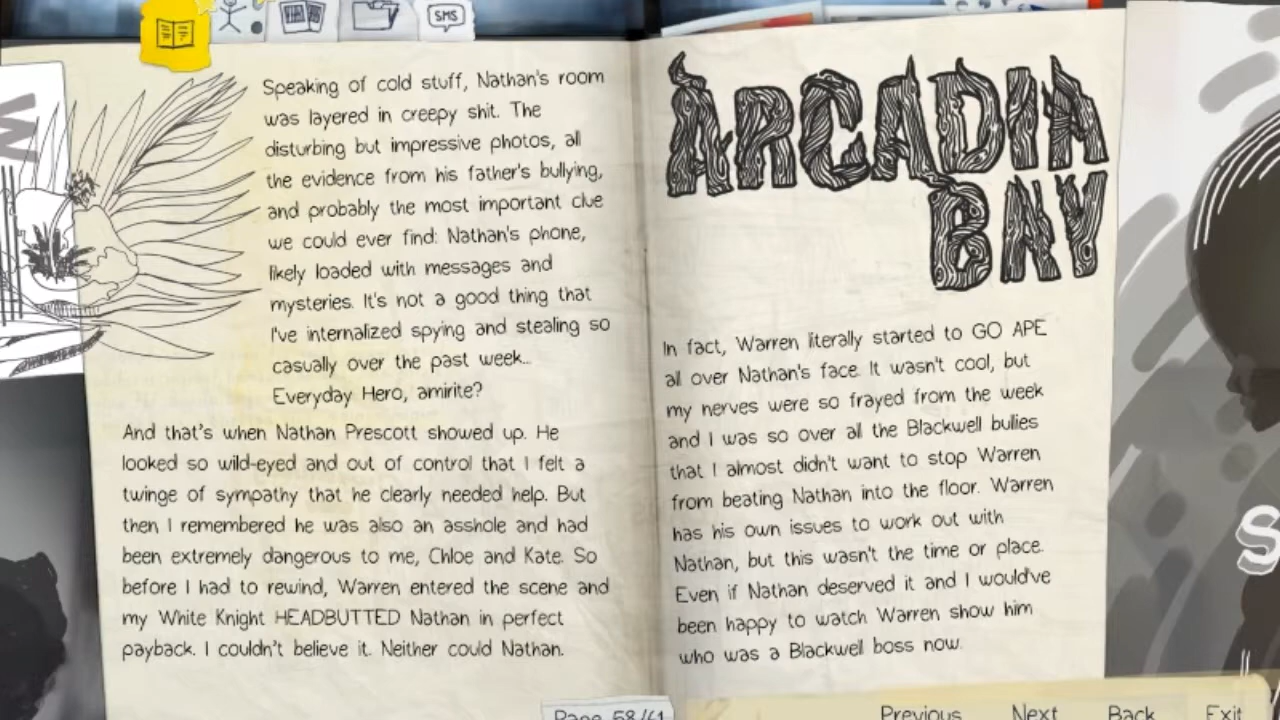 SMS
Speaking of cold stuff, Nathan's room
was layered in creepy shit. The
disturbing but impressive photos, all
the evidence from his father's bullying,
and probably the most important clue
we could ever find: Nathan's phone,
likely loaded with messages and
mysteries. It's not a good thing that
I've internalized spying and stealing so
casually over the past week...
Everyday Hero, amirite?
And that's when Nathan Prescott showed up. He
looked so wild-eyed and out of control that I felt a
twinge of sympathy that he clearly needed help. But
then I remembered he was also an asshole and had
been extremely dangerous to me, Chloe and Kate. So
before I had to rewind, Warren entered the scene and
my White Knight HEADBUTTED Nathan in perfect
payback. I couldn't believe it. Neither could Nathan.
ARCADIA
BAY
In fact, Warren literally started to GO APE
all over Nathan's face. It wasn't cool, but
my nerves were so frayed from the week
and I was so over all the Blackwell bullies
that I almost didn't want to stop Warren
from beating Nathan into the floor. Warren
has his own issues to work out with
Nathan, but this wasn't the time or place.
Even if Nathan deserved it and I would've
been happy to watch Warren show him
who was a Blackwell boss now.
Page 58/61
Previous Next Back Exit